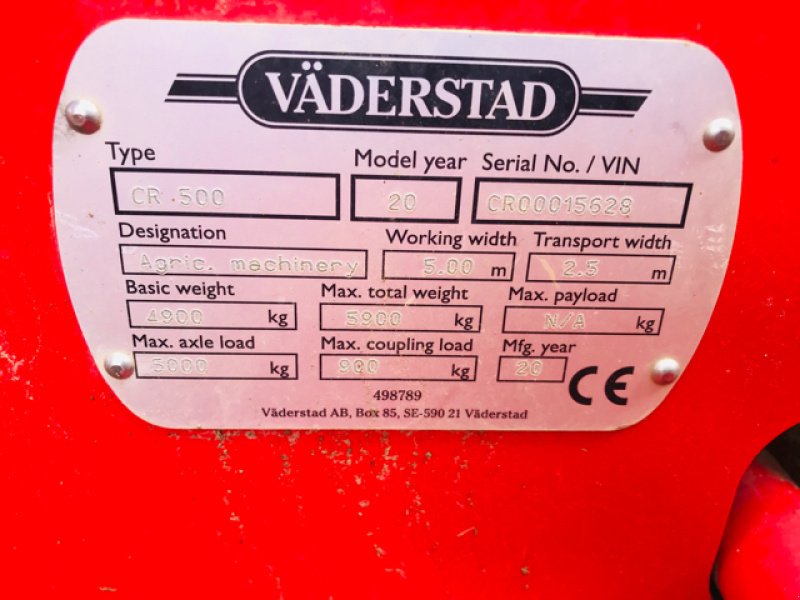 VÄDERSTAD
Type Model year Serial No. / VIN
CR 500 20 CR00015628
Designation Working width Transport width
Agric. machinery 5.00 m 2.5 m
Basic weight Max. total weight Max. payload
4900 kg 5900 kg N/A kg
Max. axle load Max. coupling load Mfg. year
5000 kg 900 kg 20 CE
498789
Väderstad AB, Box 85, SE-590 21 Väderstad